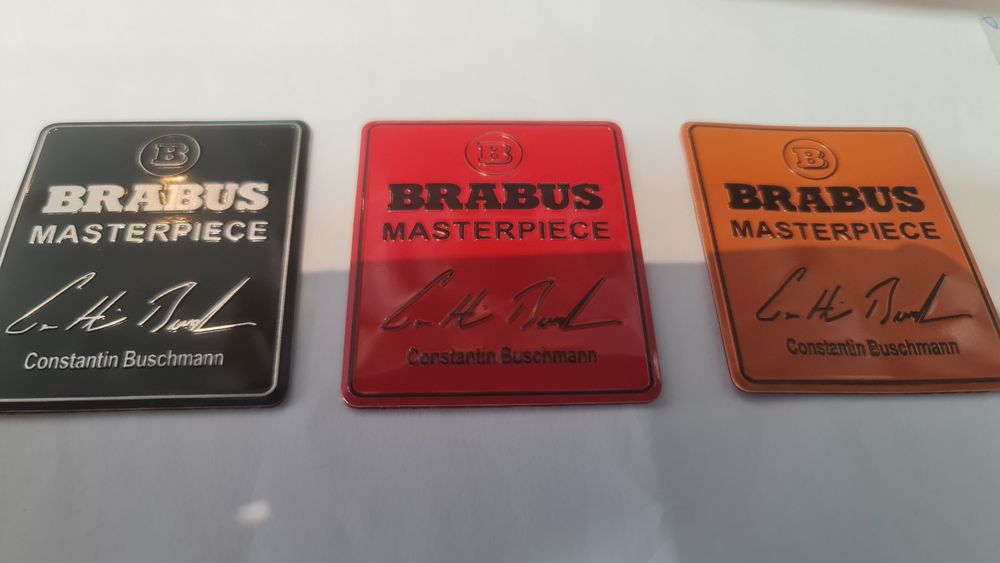 B
BRABUS
MASTERPIECE
Constantin Buschmann
B
BRABUS
MASTERPIECE
Constantin Buschmann
B
BRABUS
MASTERPIECE
Constantin Buschmann